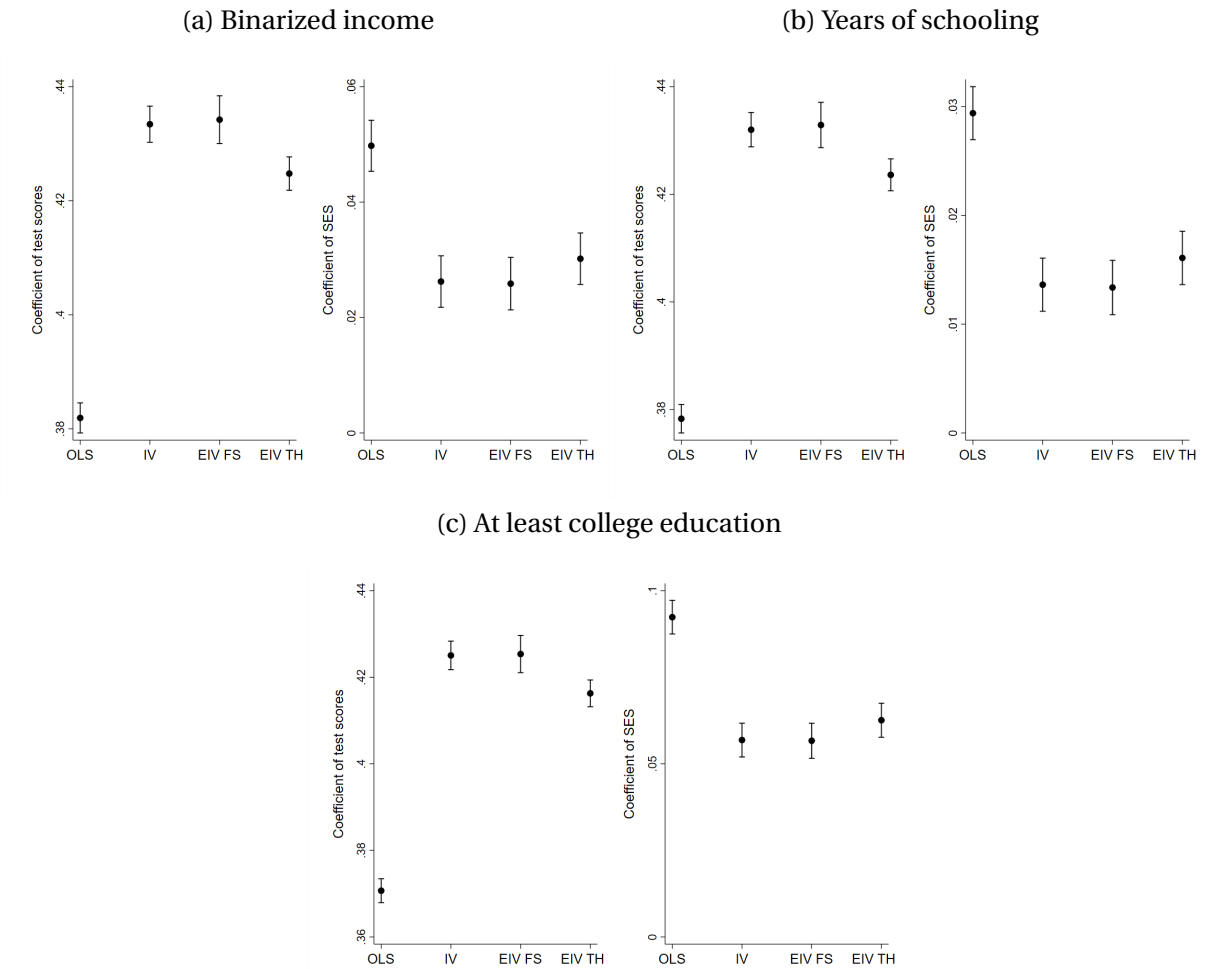 (a) Binarized income
Coefficient of test scores
.38 .4 .42 .44
OLS IV EIV FS EIV TH
Coefficient of SES
0 .02 .04 .06
OLS IV EIV FS EIV TH
(b) Years of schooling
Coefficient of test scores
.38 .4 .42 .44
OLS IV EIV FS EIV TH
Coefficient of SES
0 .01 .02 .03
OLS IV EIV FS EIV TH
(c) At least college education
Coefficient of test scores
.36 .38 .4 .42 .44
OLS IV EIV FS EIV TH
Coefficient of SES
0 .05 .1
OLS IV EIV FS EIV TH